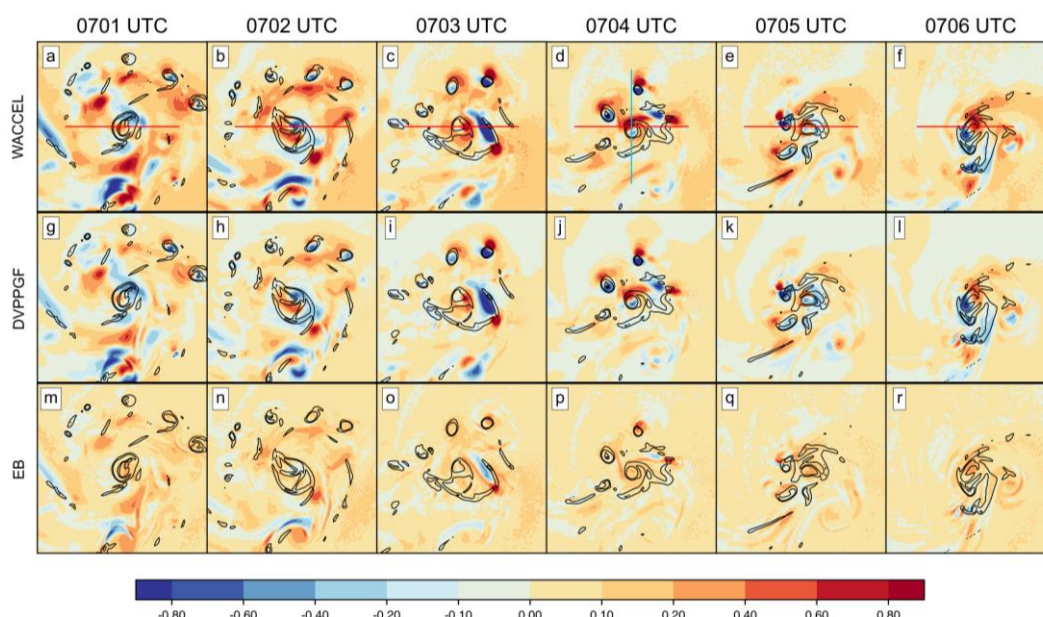 0701 UTC 0702 UTC 0703 UTC 0704 UTC 0705 UTC 0706 UTC
WACCEL
a b c d e f
DVPPGF
g h i j k l
EB
m n o p q r
-0.80 -0.60 -0.40 -0.20 -0.10 0.00 0.10 0.20 0.40 0.60 0.80